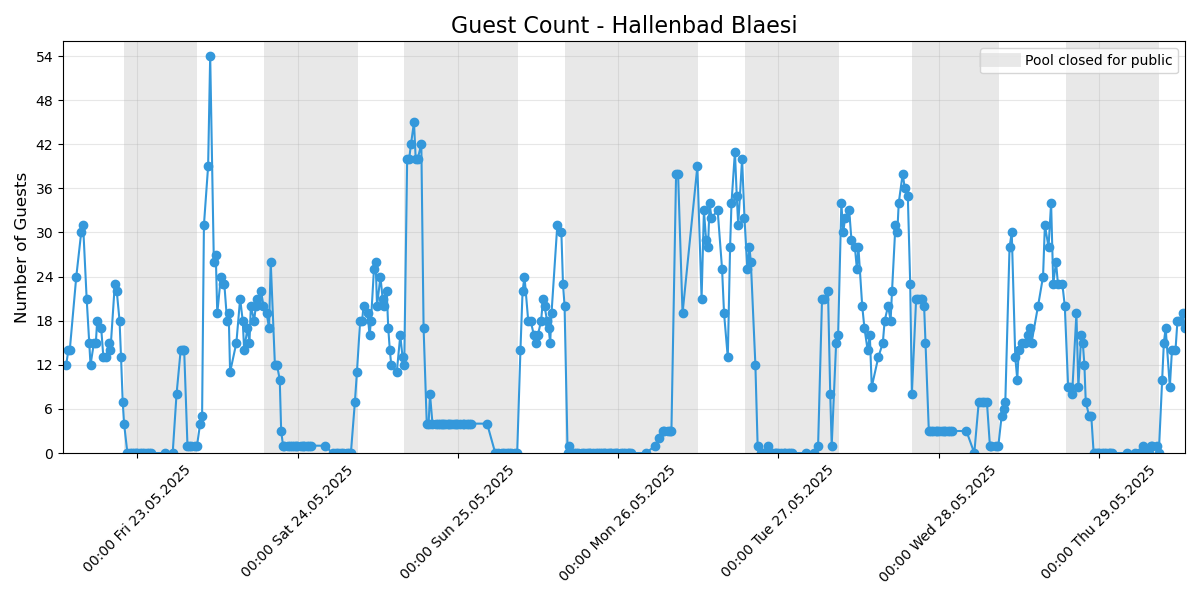 Guest Count - Hallenbad Blaesi
Pool closed for public
Number of Guests
54
48
42
36
30
24
18
12
6
0
00:00 Fri 23.05.2025
00:00 Sat 24.05.2025
00:00 Sun 25.05.2025
00:00 Mon 26.05.2025
00:00 Tue 27.05.2025
00:00 Wed 28.05.2025
00:00 Thu 29.05.2025